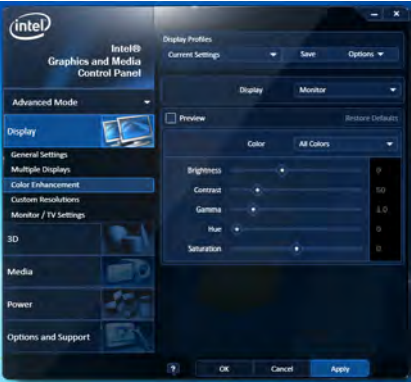 intel
Intel®
Graphics and Media
Control Panel
Advanced Mode
Display
General Settings
Multiple Displays
Color Enhancement
Custom Resolutions
Monitor / TV Settings
3D
Media
Power
Options and Support
Display Profiles
Current Settings
Save
Options
Display
Monitor
Preview
Restore Defaults
Color
All Colors
Brightness
0
Contrast
50
Gamma
1.0
Hue
0
Saturation
0
?
OK
Cancel
Apply